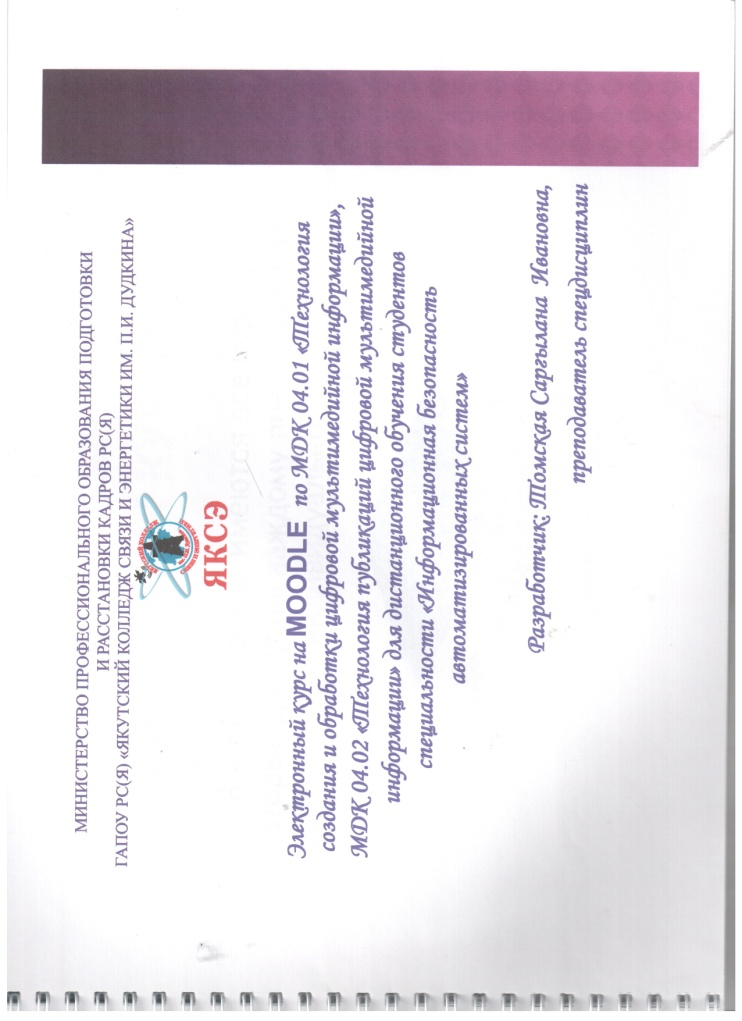 МИНИСТЕРСТВО ПРОФЕССИОНАЛЬНОГО ОБРАЗОВАНИЯ ПОДГОТОВКИ
И РАССТАНОВКИ КАДРОВ РС(Я)
ГАПОУ РС(Я) «ЯКУТСКИЙ КОЛЛЕДЖ СВЯЗИ И ЭНЕРГЕТИКИ ИМ. П.И. ДУДКИНА»
ЯКСЭ
Электронный курс на MOODLE по МДК 04.01 «Технология
создания и обработки цифровой мультимедийной информации»,
МДК 04.02 «Технология публикаций цифровой мультимедийной
информации» для дистанционного обучения студентов
специальности «Информационная безопасность
автоматизированных систем»
Разработчик: Томская Саргылана Ивановна,
преподаватель спецдисциплин